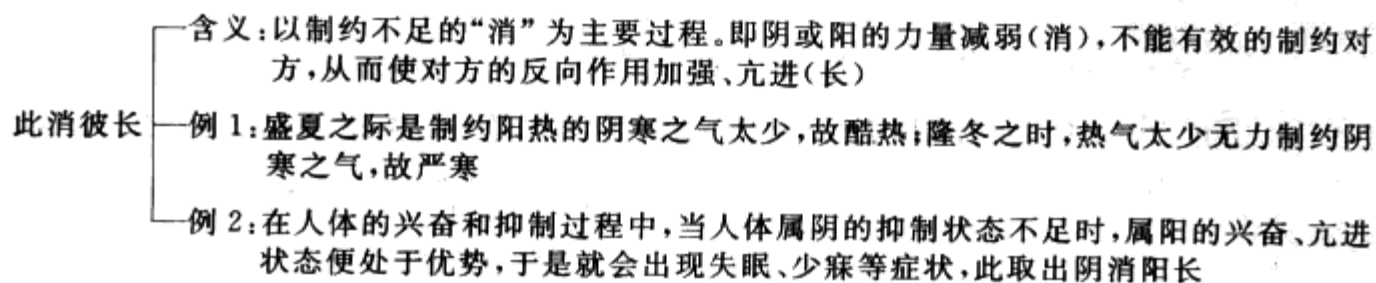 含义:以制约不足的“消”为主要过程。即阴或阳的力量减弱(消),不能有效的制约对
方,从而使对方的反向作用加强、亢进(长)
此消彼长
例 1:盛夏之际是制约阳热的阴寒之气太少,故酷热;隆冬之时,热气太少无力制约阴
寒之气,故严寒
例 2:在人体的兴奋和抑制过程中,当人体属阴的抑制状态不足时,属阳的兴奋、亢进
状态便处于优势,于是就会出现失眠、少寐等症状,此取出阴消阳长